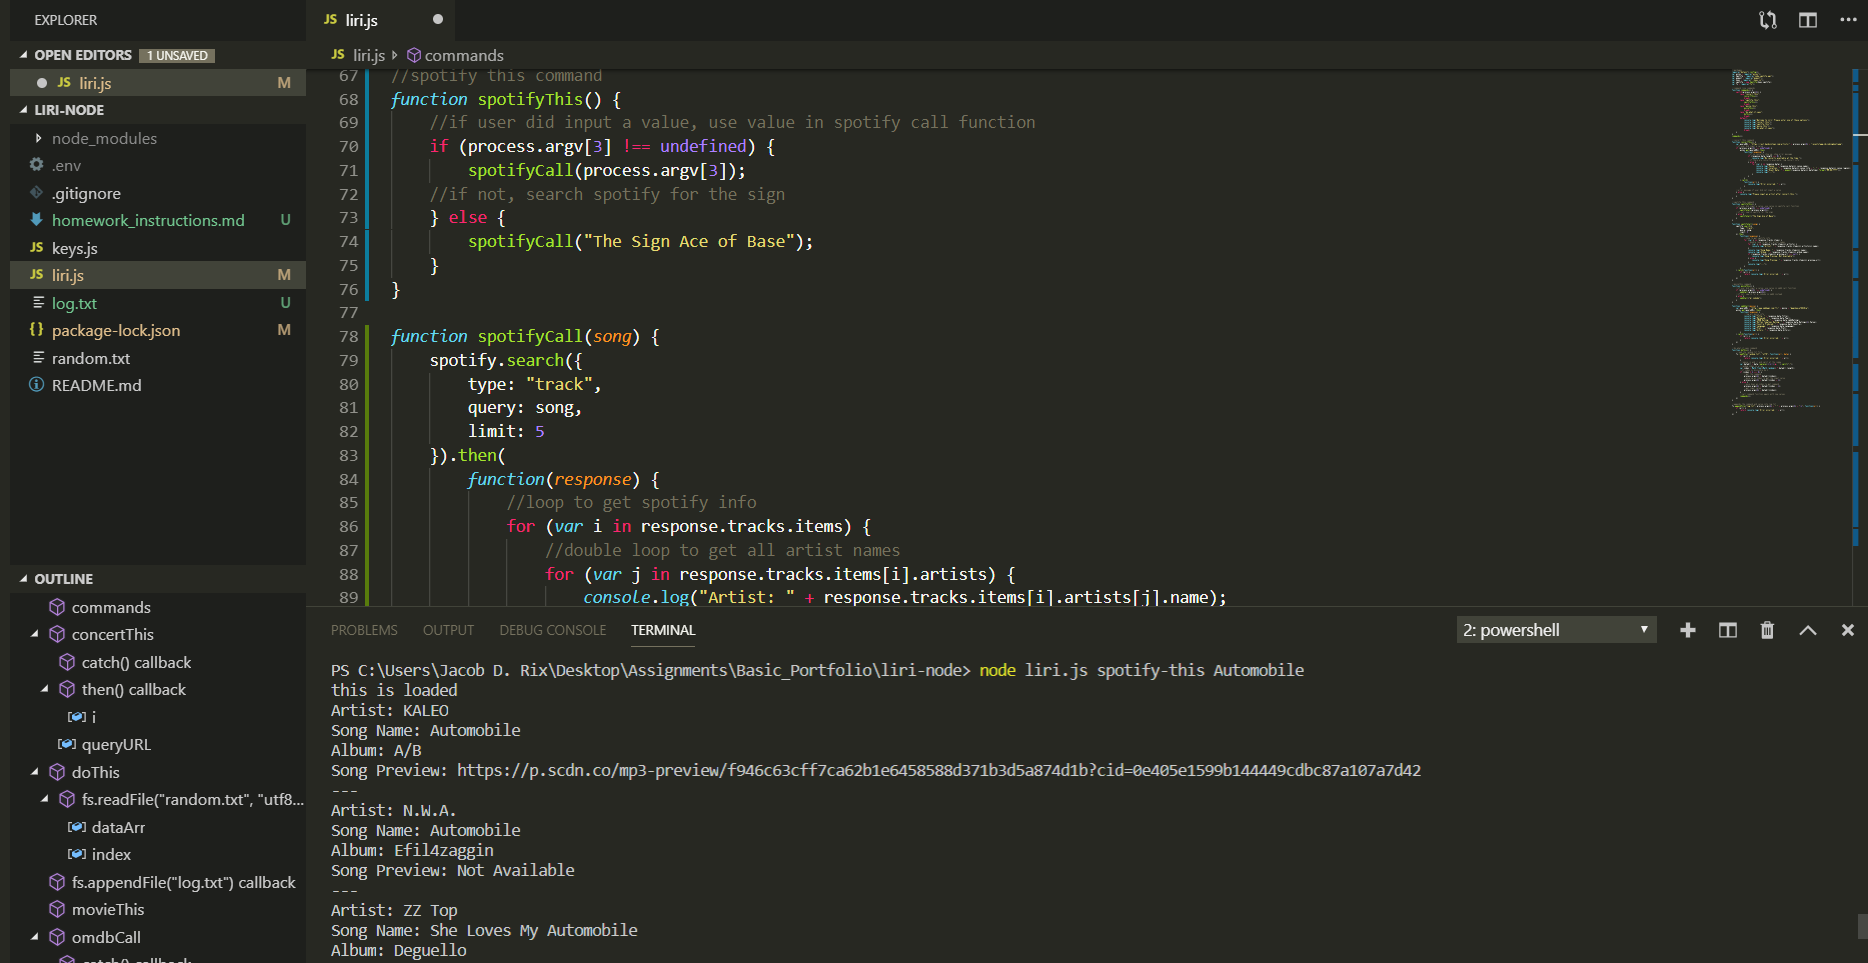 EXPLORER
OPEN EDITORS 1 UNSAVED
JS liri.js M
LIRI-NODE
node_modules
.env
.gitignore
homework_instructions.md U
JS keys.js
JS liri.js M
log.txt U
{} package-lock.json M
random.txt
README.md
OUTLINE
commands
concertThis
catch() callback
then() callback
i
queryURL
doThis
fs.readFile("random.txt", "utf8...
dataArr
index
fs.appendFile("log.txt") callback
movieThis
omdbCall
catch() callback
JS liri.js
JS liri.js commands
67 //spotify this command
68 function spotifyThis() {
69 //if user did input a value, use value in spotify call function
70 if (process.argv[3] !== undefined) {
71 spotifyCall(process.argv[3]);
72 //if not, search spotify for the sign
73 } else {
74 spotifyCall("The Sign Ace of Base");
75 }
76 }
77
78 function spotifyCall(song) {
79 spotify.search({
80 type: "track",
81 query: song,
82 limit: 5
83 }).then(
84 function(response) {
85 //loop to get spotify info
86 for (var i in response.tracks.items) {
87 //double loop to get all artist names
88 for (var j in response.tracks.items[i].artists) {
89 console.log("Artist: " + response.tracks.items[i].artists[j].name);
PROBLEMS OUTPUT DEBUG CONSOLE TERMINAL 2: powershell
PS C:\Users\Jacob D. Rix\Desktop\Assignments\Basic_Portfolio\liri-node> node liri.js spotify-this Automobile
this is loaded
Artist: KALEO
Song Name: Automobile
Album: A/B
Song Preview: https://p.scdn.co/mp3-preview/f946c63cff7ca62b1e6458588d371b3d5a874d1b?cid=0e405e1599b144449cdbc87a107a7d42
---
Artist: N.W.A.
Song Name: Automobile
Album: Efil4zaggin
Song Preview: Not Available
---
Artist: ZZ Top
Song Name: She Loves My Automobile
Album: Deguello